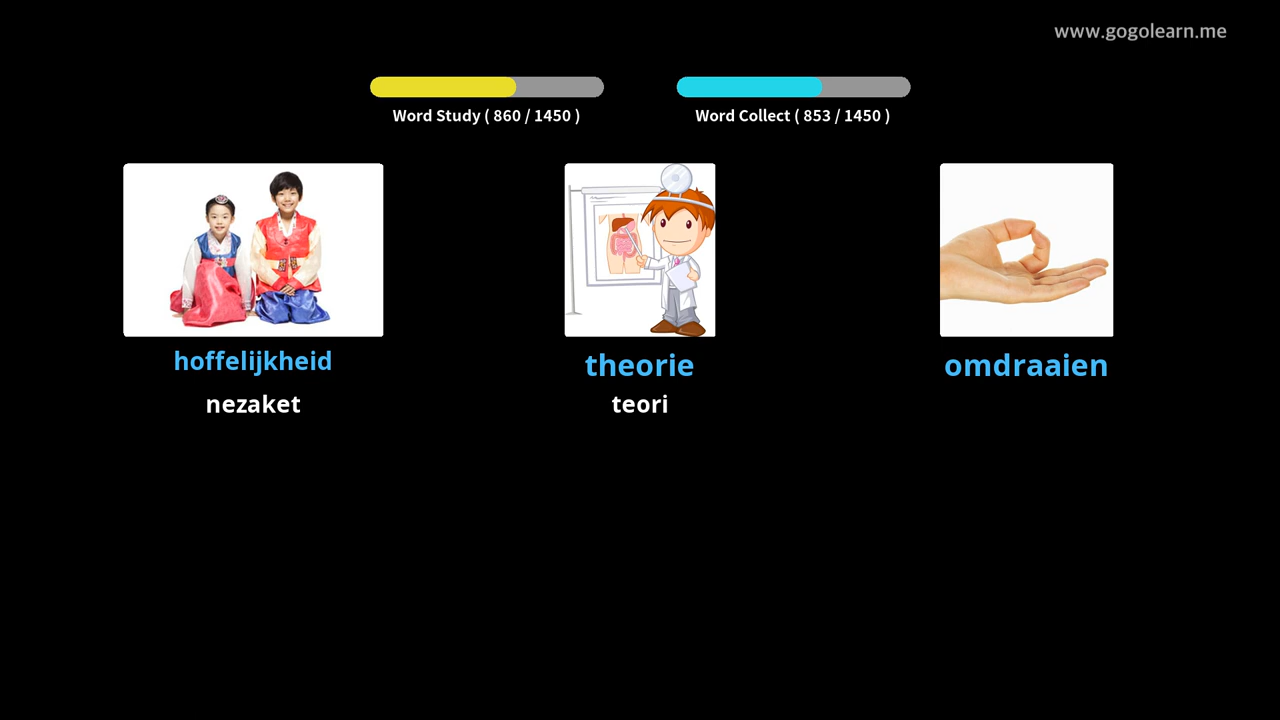 www.gogolearn.me
Word Study ( 860 / 1450 )
Word Collect ( 853 / 1450 )
hoffelijkheid
theorie
omdraaien
nezaket
teori